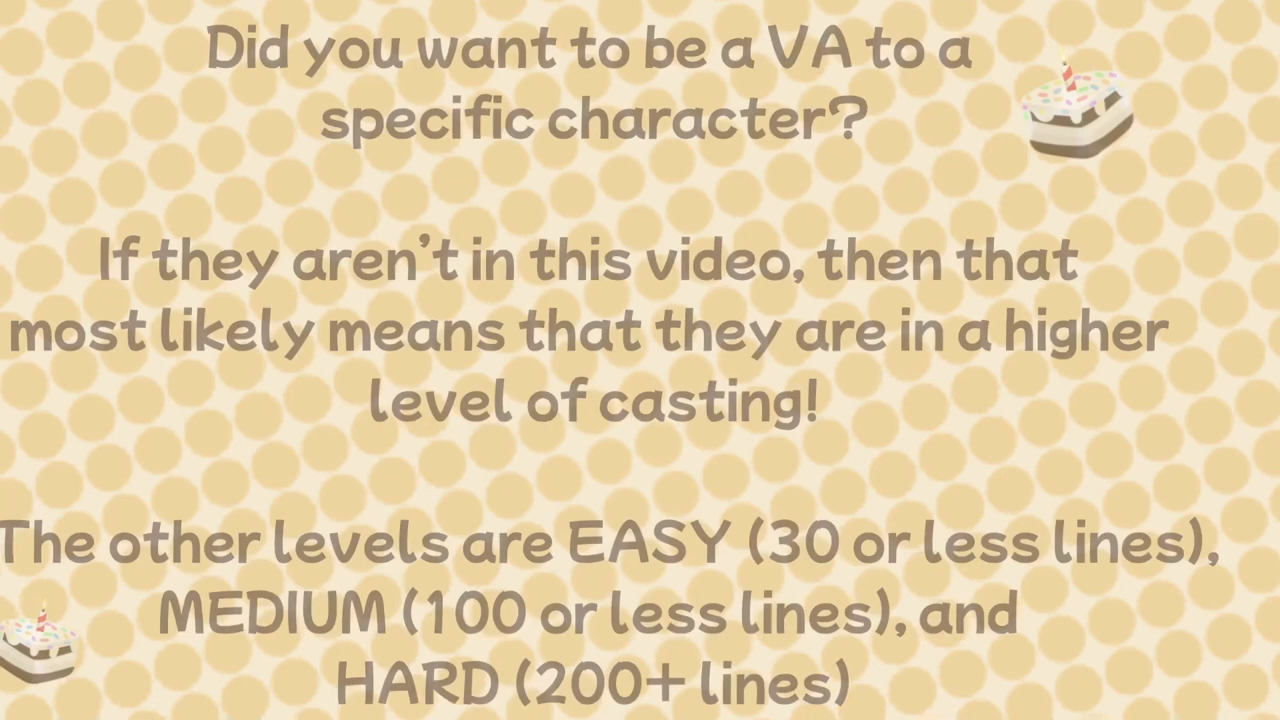 Did you want to be a VA to a
specific character?
If they aren't in this video, then that
most likely means that they are in a higher
level of casting!
The other levels are EASY (30 or less lines),
MEDIUM (100 or less lines), and
HARD (200+ lines)